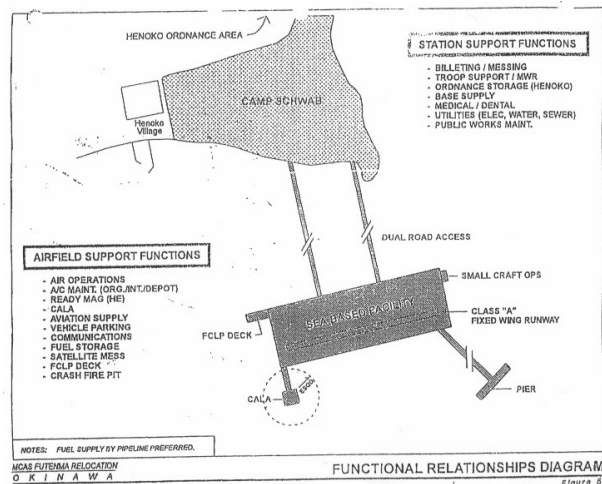 HENOKO ORDNANCE AREA
STATION SUPPORT FUNCTIONS
- BILLETING / MESSING
- TROOP SUPPORT / MWR
- ORDNANCE STORAGE (HENOKO)
- BASE SUPPLY
- MEDICAL / DENTAL
- UTILITIES (ELEC, WATER, SEWER)
- PUBLIC WORKS MAINT.
CAMP SCHWAB
Henoko
Village
DUAL ROAD ACCESS
AIRFIELD SUPPORT FUNCTIONS
- AIR OPERATIONS
- A/C MAINT. (ORG./INT./DEPOT)
- READY MAG (HE)
- CALA
- AVIATION SUPPLY
- VEHICLE PARKING
- COMMUNICATIONS
- FUEL STORAGE
- SATELLITE MESS
- FCLP DECK
- CRASH FIRE PIT
SMALL CRAFT OPS
SEA BASED FACILITY
CLASS "A"
FIXED WING RUNWAY
FCLP DECK
CALA
PIER
NOTES: FUEL SUPPLY BY PIPELINE PREFERRED.
MCAS FUTENMA RELOCATION
OKINAWA
FUNCTIONAL RELATIONSHIPS DIAGRAM